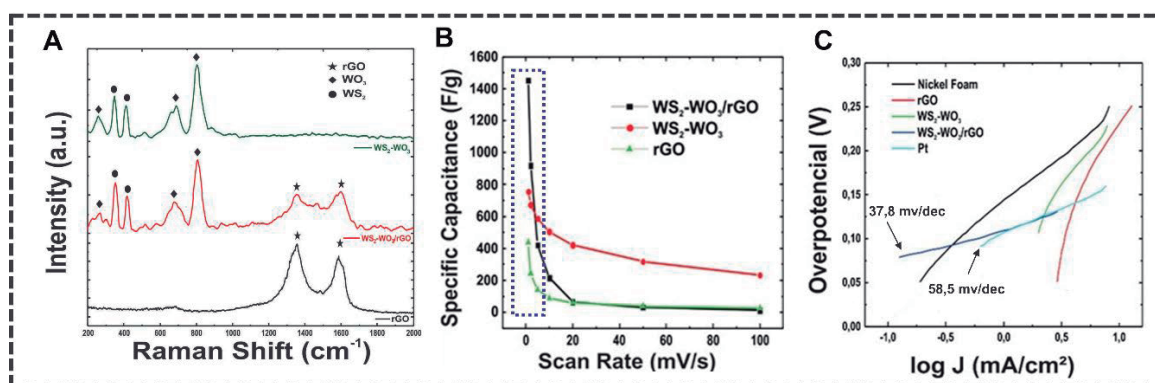 A
Intensity (a.u.)
★ rGO
◆ WO₃
● WS₂
WS₂-WO₃
WS₂-WO₃/rGO
rGO
200 400 600 800 1000 1200 1400 1600 1800 2000
Raman Shift (cm⁻¹)
B
Specific Capacitance (F/g)
1600
1400
1200
1000
800
600
400
200
0
WS₂-WO₃/rGO
WS₂-WO₃
rGO
0 20 40 60 80 100
Scan Rate (mV/s)
C
Overpotencial (V)
0,30
0,25
0,20
0,15
0,10
0,05
0,00
Nickel Foam
rGO
WS₂-WO₃
WS₂-WO₃/rGO
Pt
37,8 mv/dec
58,5 mv/dec
-1,0 -0,5 0,0 0,5 1,0
log J (mA/cm²)